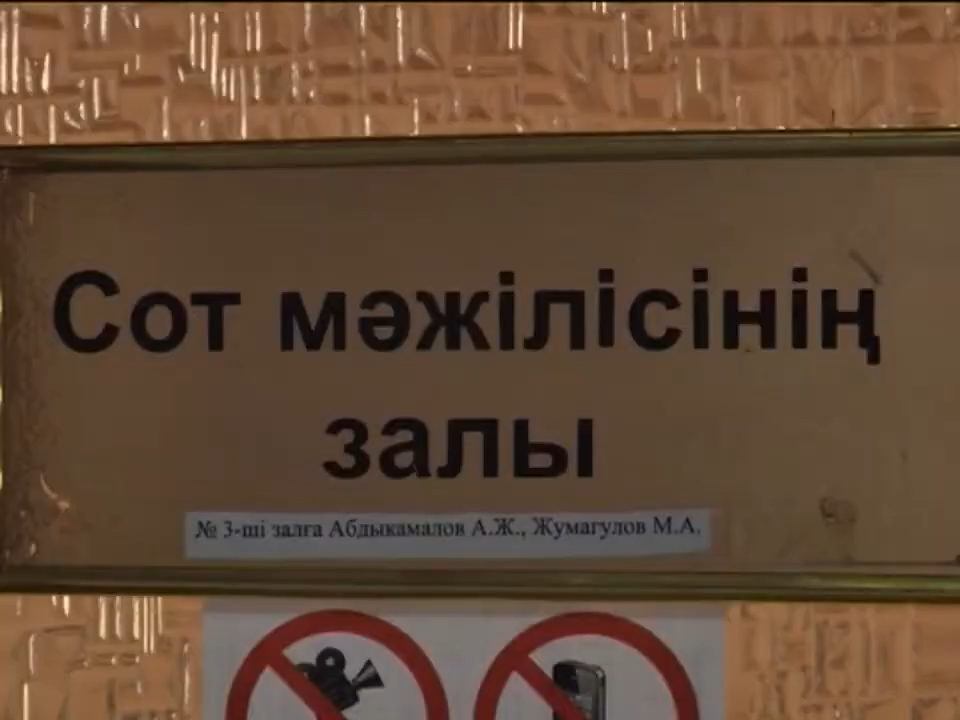 Сот мәжілісінің
залы
№ 3-ші залға Абдыкамалов А.Ж., Жумагулов М.А.